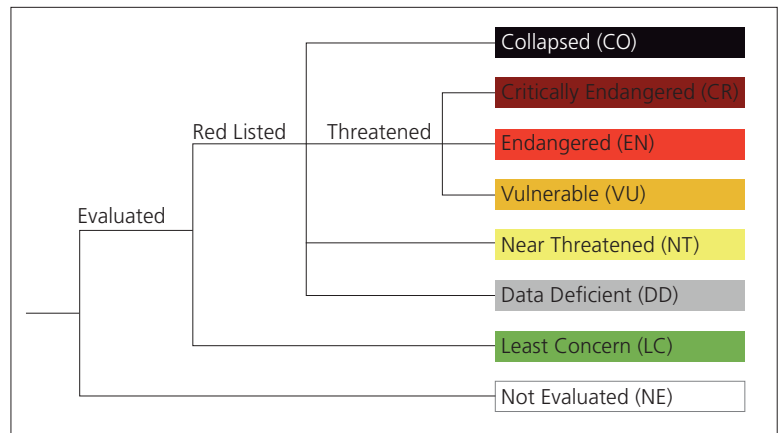 Collapsed (CO)
Critically Endangered (CR)
Red Listed
Threatened
Endangered (EN)
Vulnerable (VU)
Evaluated
Near Threatened (NT)
Data Deficient (DD)
Least Concern (LC)
Not Evaluated (NE)